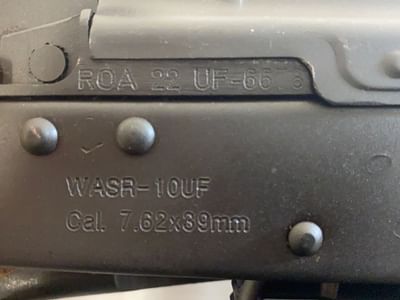 ROA 22 UF-66
WASR-10UF
Cal. 7.62x39mm